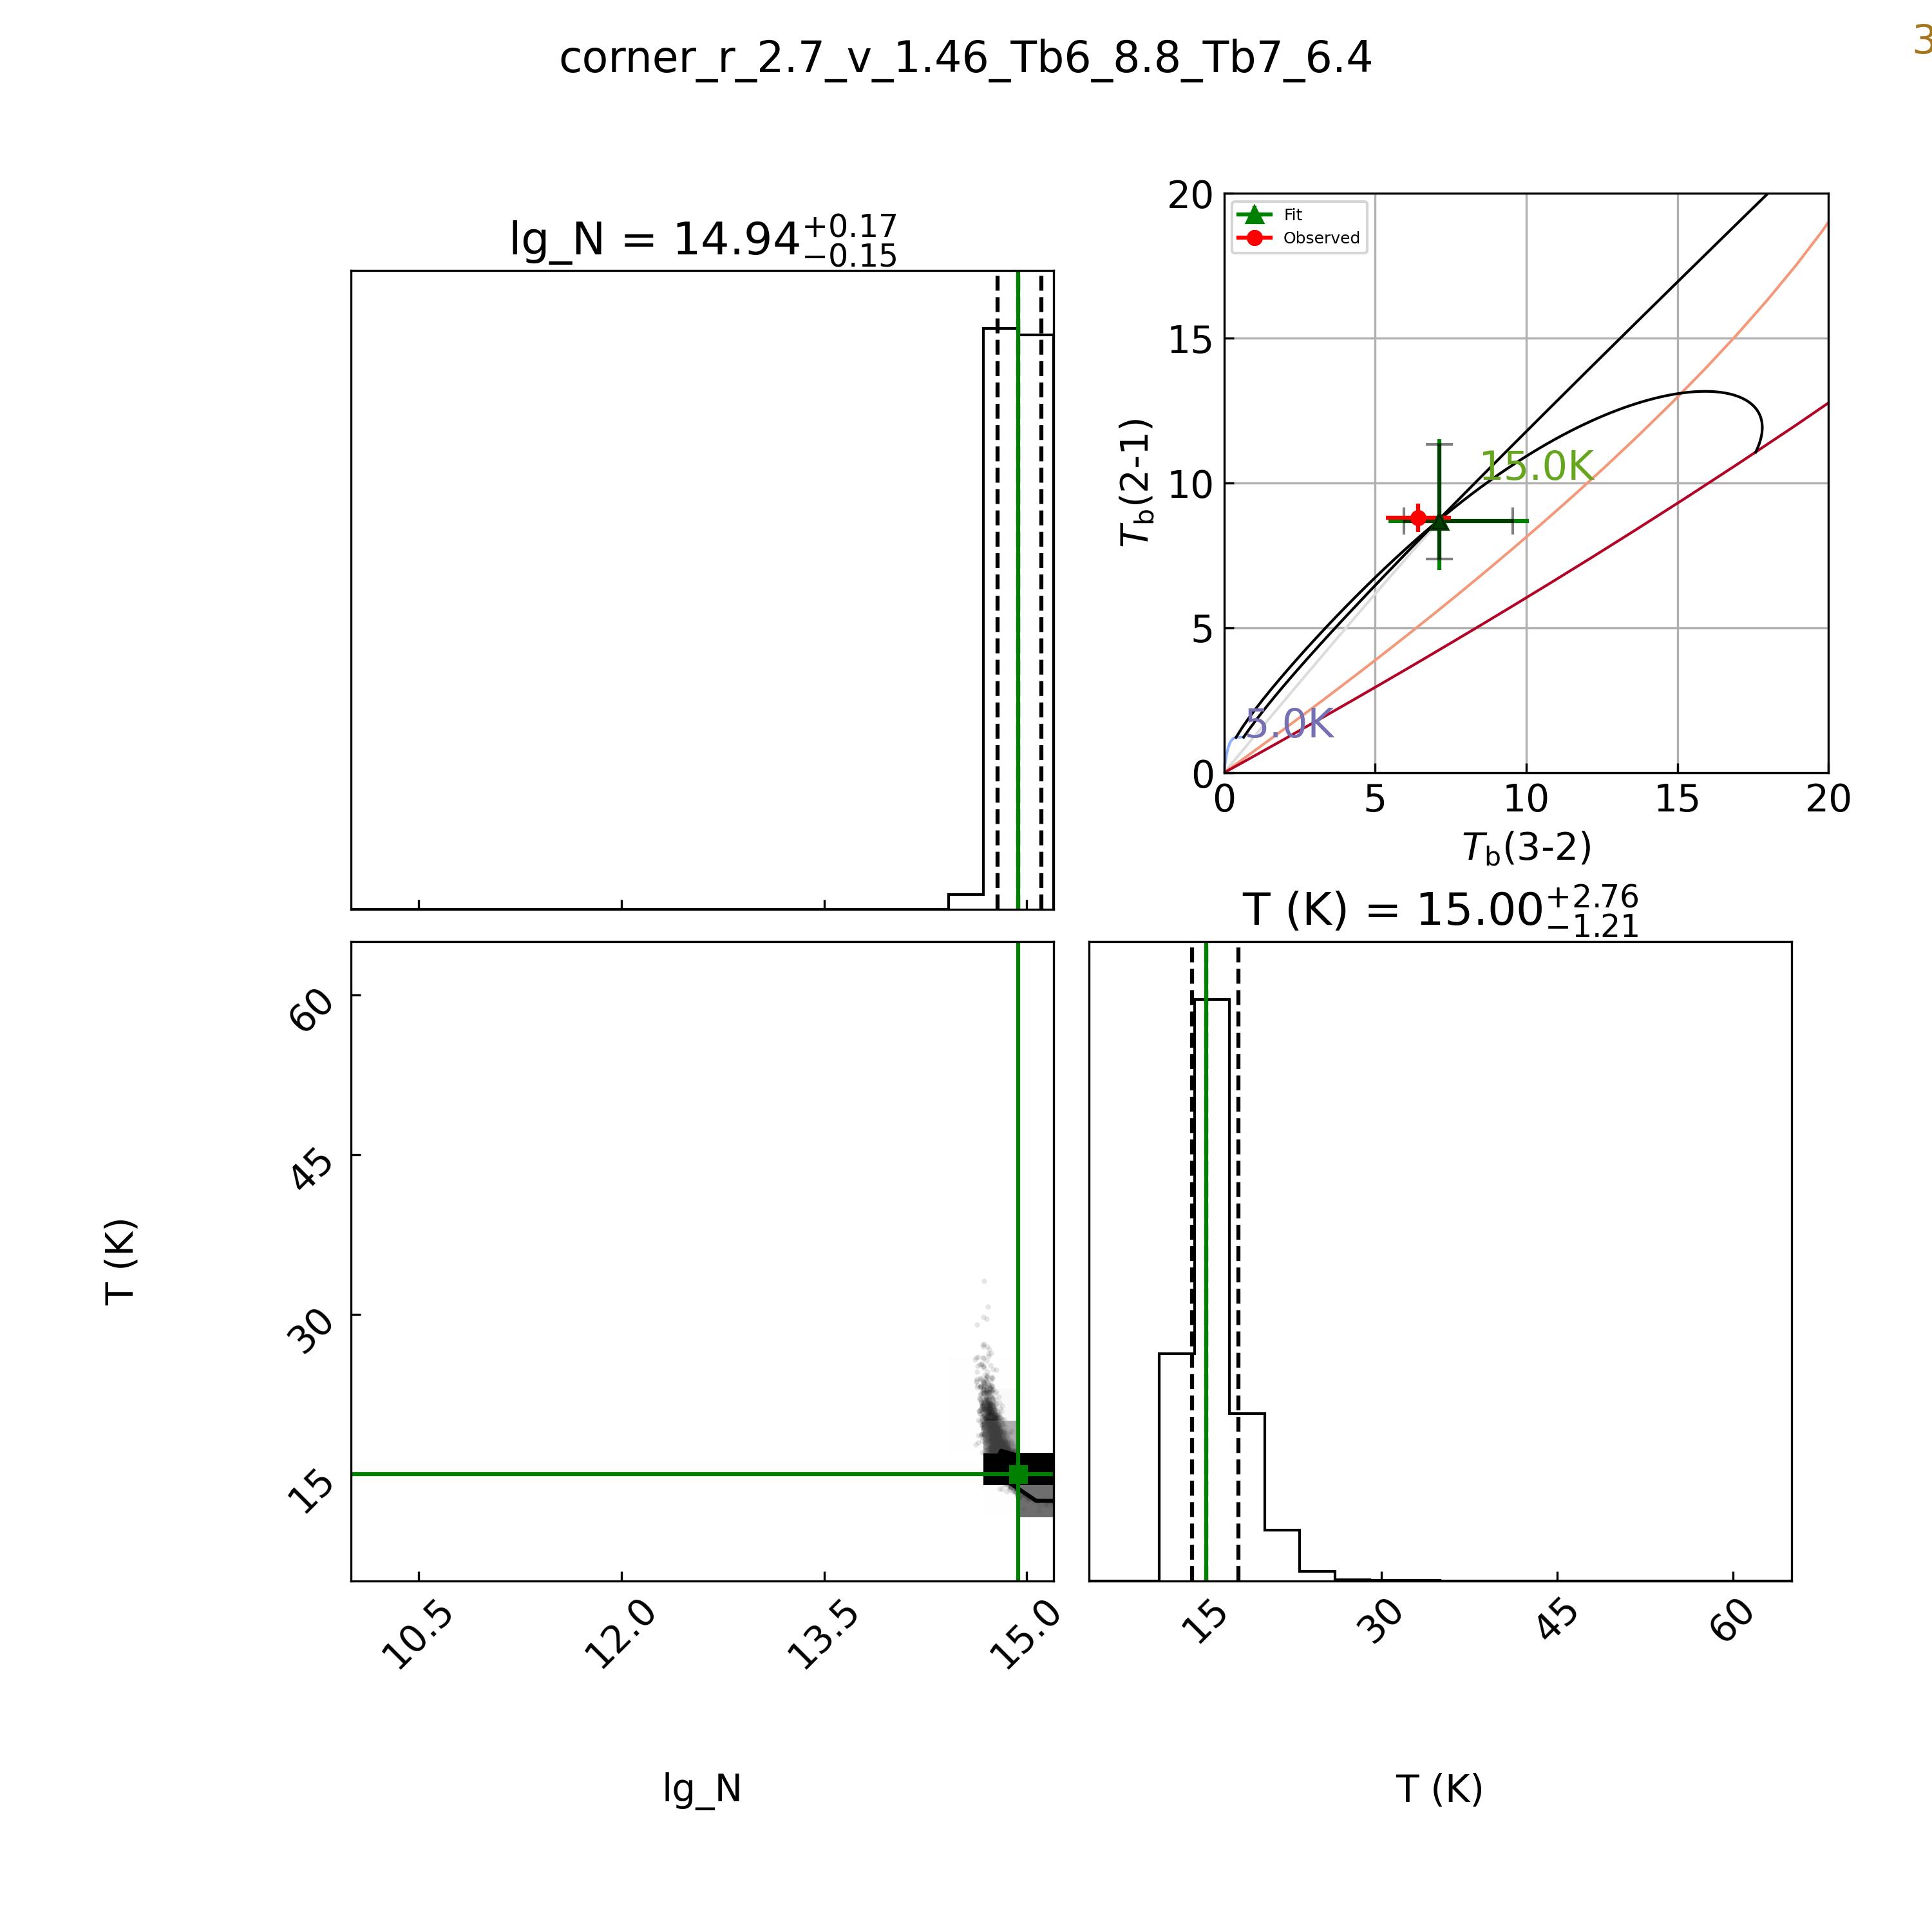 corner_r_2.7_v_1.46_Tb6_8.8_Tb7_6.4
3
lg_N = 14.94 +0.17 −0.15
20
15
10
5
0
T_b(2-1)
Fit
Observed
15.0K
5.0K
0 5 10 15 20
T_b(3-2)
T (K) = 15.00 +2.76 −1.21
60
45
30
15
T (K)
10.5 12.0 13.5 15.0
15 30 45 60
lg_N
T (K)